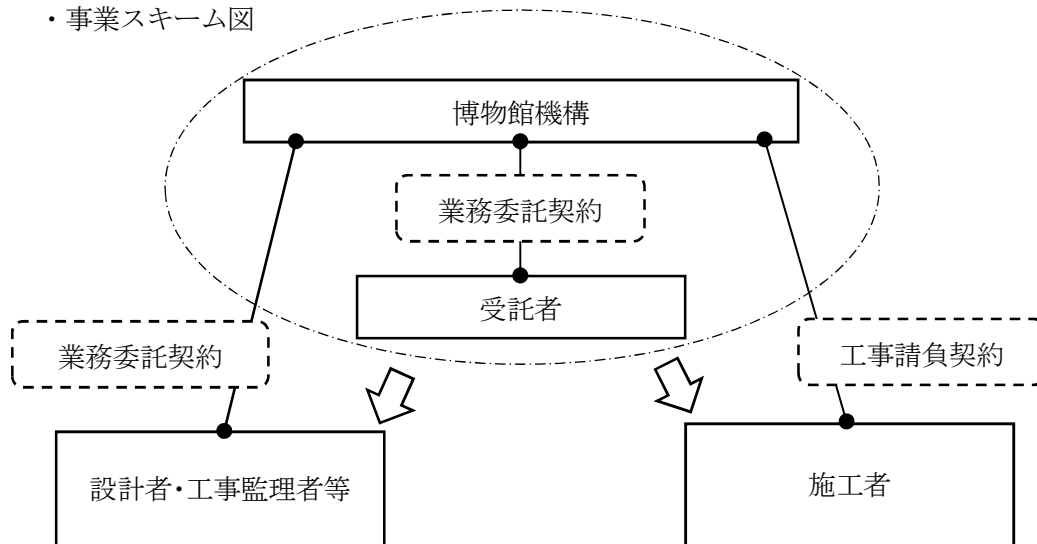 ・事業スキーム図
博物館機構
業務委託契約
受託者
業務委託契約
工事請負契約
設計者・工事監理者等
施工者